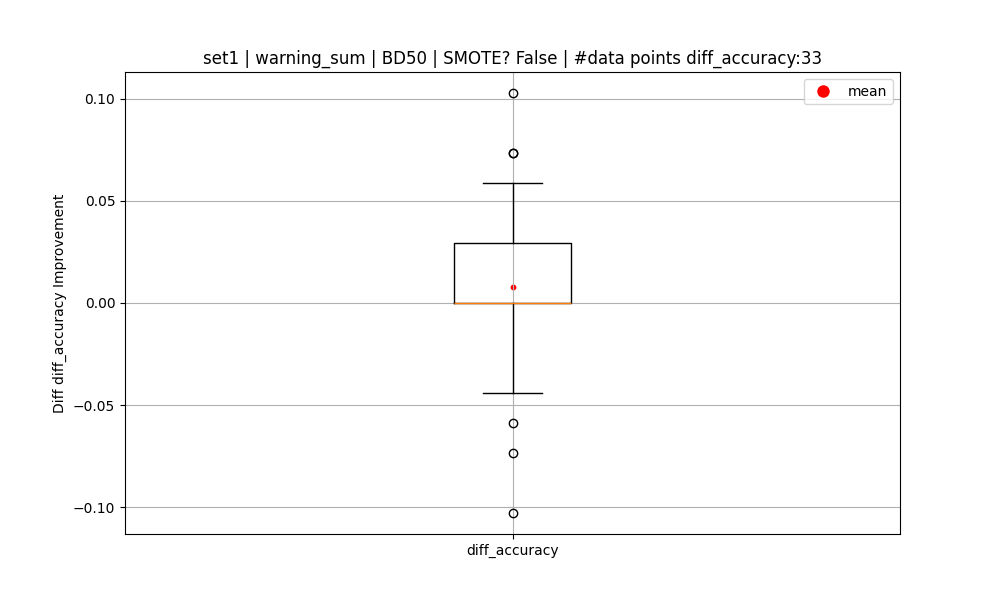 set1 | warning_sum | BD50 | SMOTE? False | #data points diff_accuracy:33
mean
0.10
0.05
0.00
−0.05
−0.10
Diff diff_accuracy Improvement
diff_accuracy